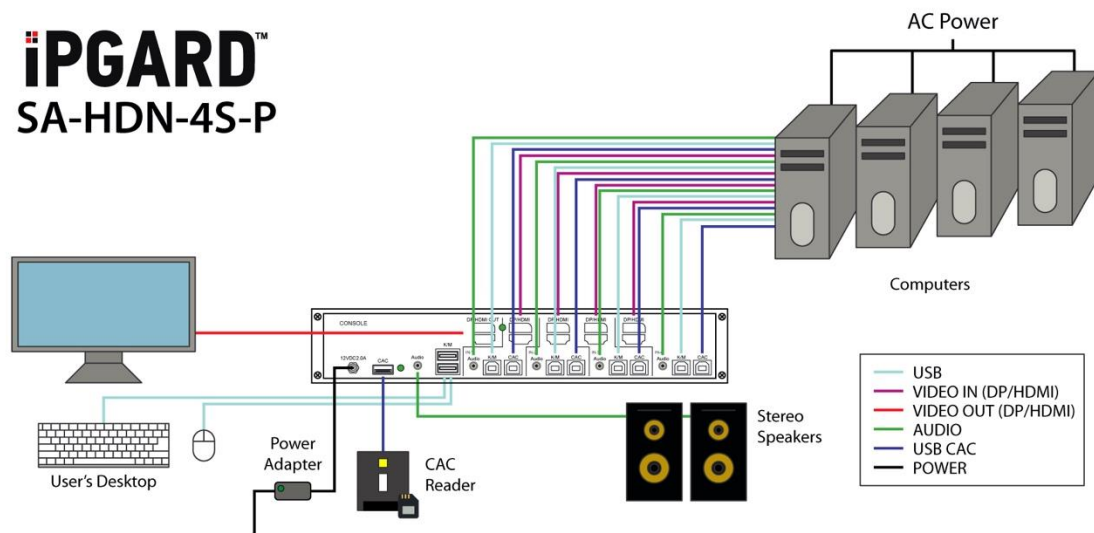 iPGARD™
SA-HDN-4S-P
AC Power
Computers
CONSOLE
DP/HDMI OUT
DP/HDMI
DP/HDMI
DP/HDMI
DP/HDMI
K/M
12VDC2.0A
CAC
Audio
Audio
K/M
CAC
Audio
K/M
CAC
Audio
K/M
CAC
Audio
K/M
CAC
User's Desktop
Power
Adapter
CAC
Reader
Stereo
Speakers
USB
VIDEO IN (DP/HDMI)
VIDEO OUT (DP/HDMI)
AUDIO
USB CAC
POWER